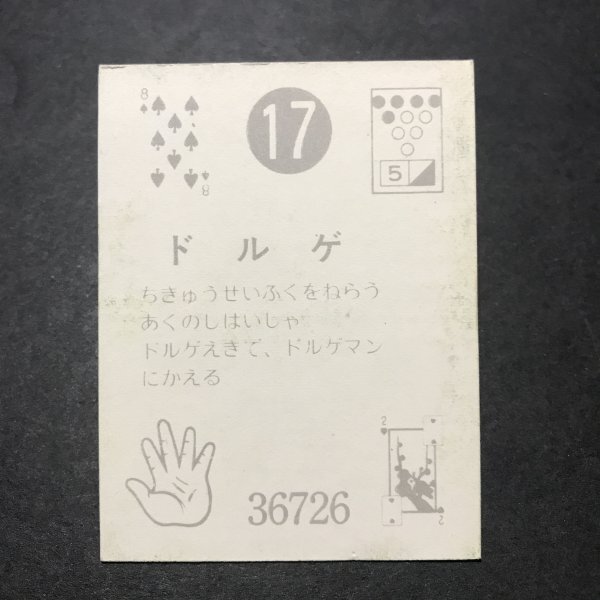 8
17
5
8
ドルゲ
ちきゅうせいふくをねらう
あくのしはいしゃ
ドルゲえきで、ドルゲマン
にかえる
2
36726
2